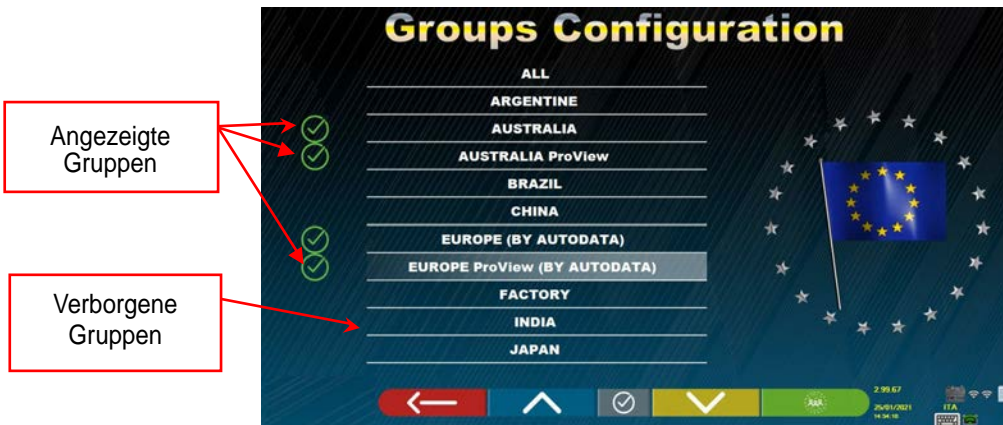 Groups Configuration
ALL
ARGENTINE
Angezeigte
Gruppen
AUSTRALIA
AUSTRALIA ProView
BRAZIL
CHINA
EUROPE (BY AUTODATA)
EUROPE ProView (BY AUTODATA)
Verborgene
Gruppen
FACTORY
INDIA
JAPAN
2.99.67
25/01/2021
ITA